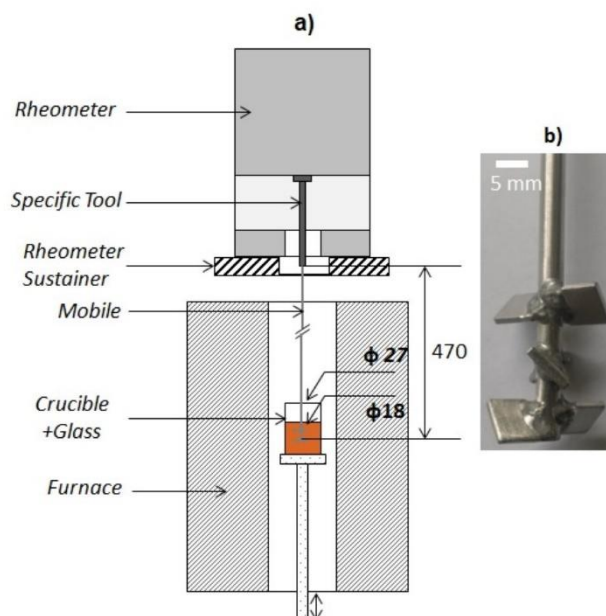 a)
Rheometer
Specific Tool
Rheometer
Sustainer
Mobile
ϕ 27
470
Crucible
+Glass
ϕ18
Furnace
b)
5 mm